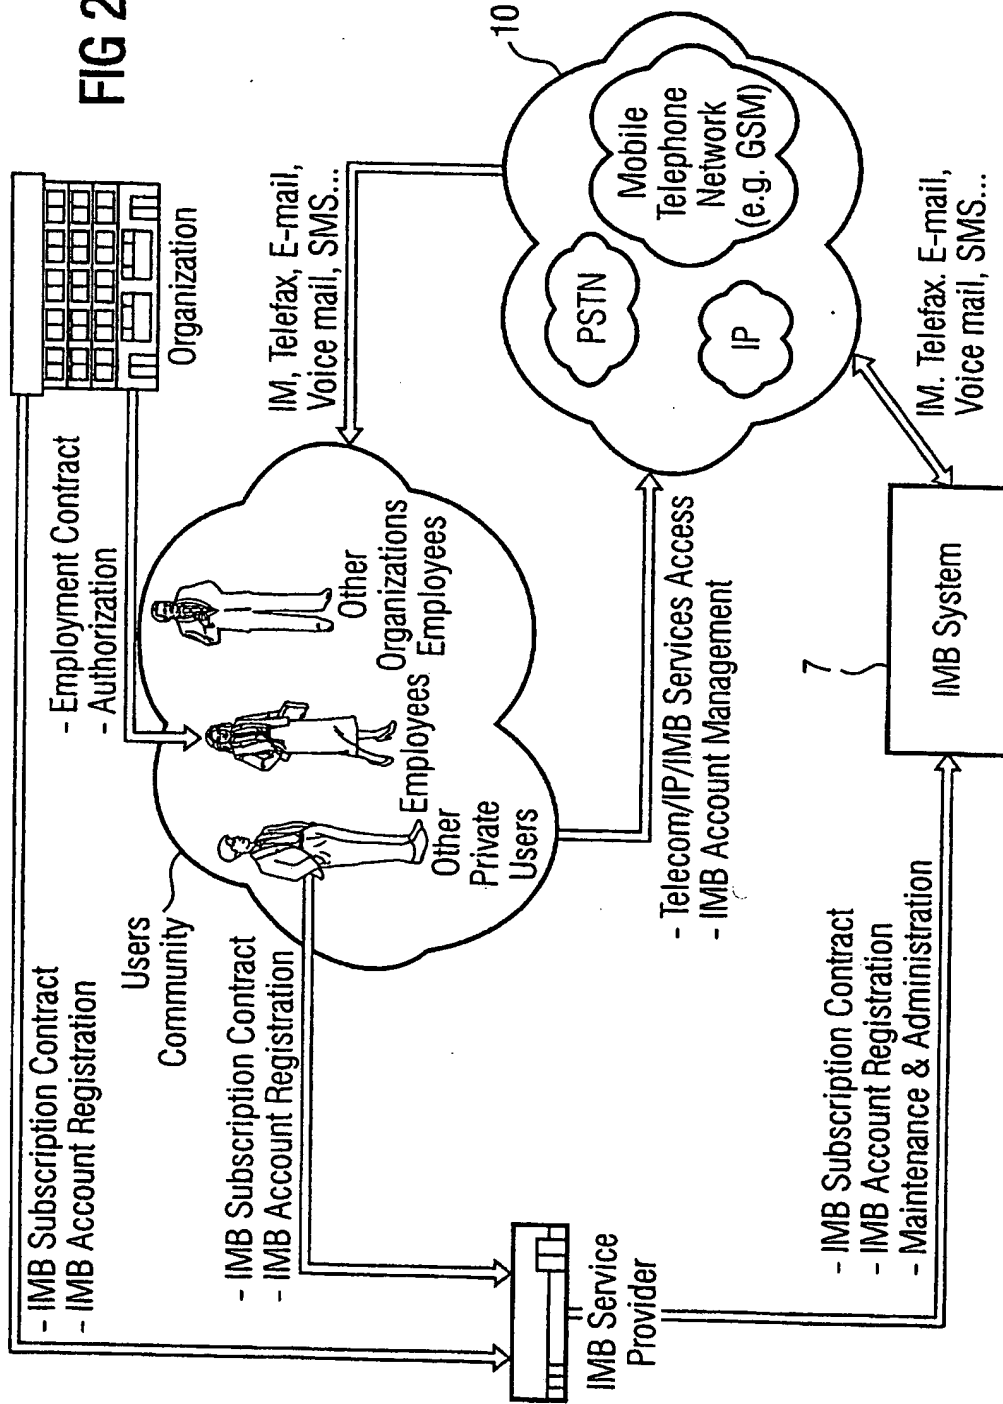 FIG 2
- IMB Subscription Contract
- IMB Account Registration
Organization
- Employment Contract
- Authorization
Users
Community
Other
Private
Users
Employees
Other
Organizations
Employees
- IMB Subscription Contract
- IMB Account Registration
IM, Telefax, E-mail,
Voice mail, SMS...
10
PSTN
IP
Mobile
Telephone
Network
(e.g. GSM)
- Telecom/IP/IMB Services Access
- IMB Account Management
IMB Service
Provider
- IMB Subscription Contract
- IMB Account Registration
- Maintenance & Administration
7
IMB System
IM. Telefax. E-mail,
Voice mail, SMS...